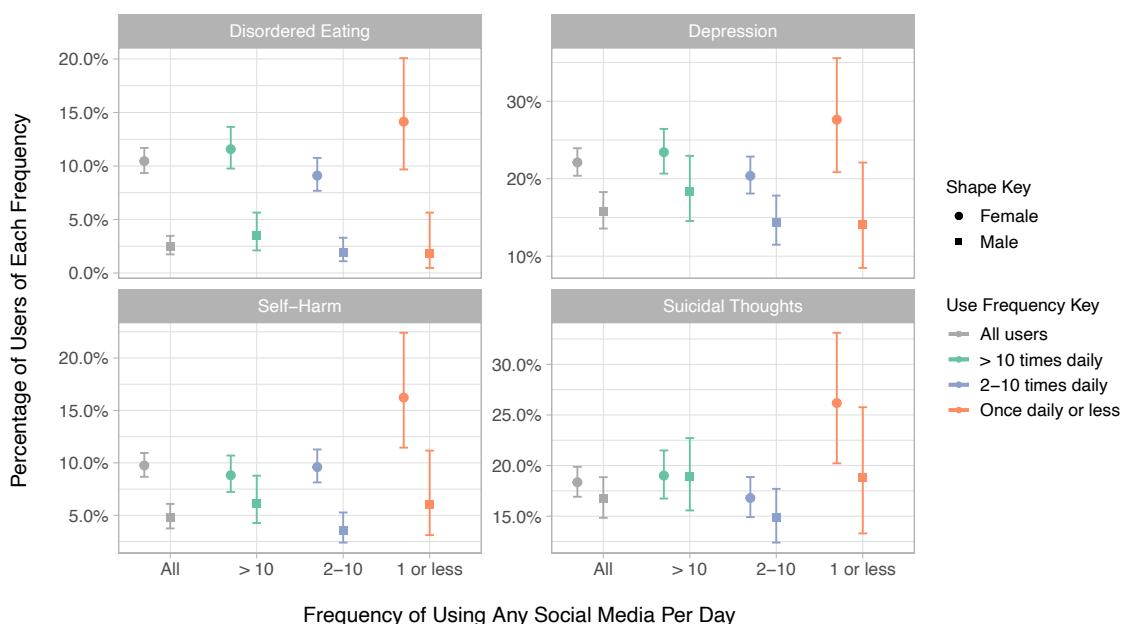 Disordered Eating
Depression
20.0%
15.0%
10.0%
5.0%
0.0%
30%
20%
10%
Self−Harm
Suicidal Thoughts
20.0%
15.0%
10.0%
5.0%
30.0%
25.0%
20.0%
15.0%
All
> 10
2−10
1 or less
All
> 10
2−10
1 or less
Percentage of Users of Each Frequency
Frequency of Using Any Social Media Per Day
Shape Key
Female
Male
Use Frequency Key
All users
> 10 times daily
2−10 times daily
Once daily or less